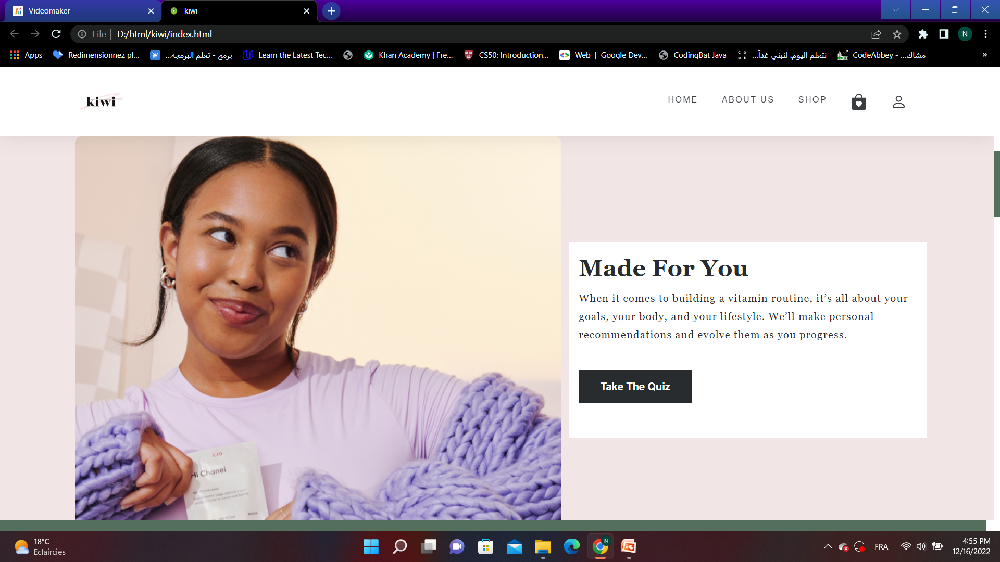 Videomaker
kiwi
File
D:/html/kiwi/index.html
N
Apps
Redimensionnez pl...
برمج - تعلم البرمجة...
Learn the Latest Tec...
Khan Academy | Fre...
CS50: Introduction...
Web | Google Dev...
CodingBat Java
نتعلم اليوم، لنبني غداً...
CodeAbbey - مشاك...
»
kiwi
HOME
ABOUT US
SHOP
Made For You
When it comes to building a vitamin routine, it’s all about your
goals, your body, and your lifestyle. We’ll make personal
recommendations and evolve them as you progress.
Take The Quiz
c/o
Hi Chanel
18°C
Eclaircies
N
FRA
4:55 PM
12/16/2022